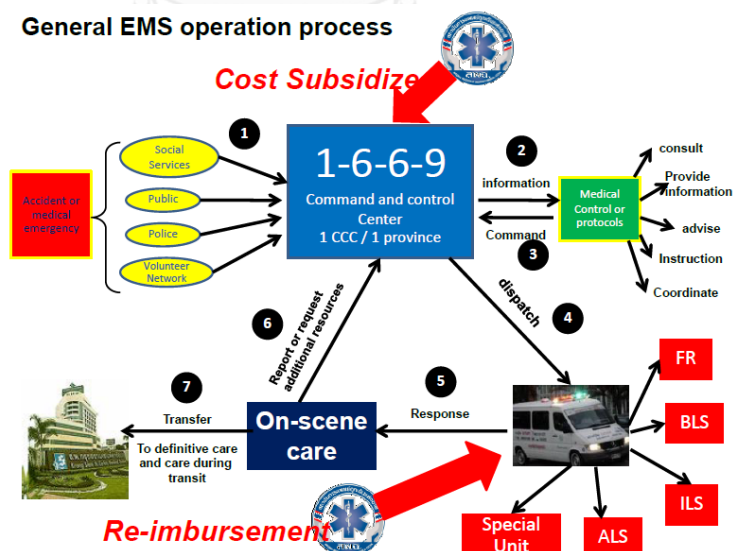 General EMS operation process
Cost Subsidize
1
Social
Services
Public
Police
Volunteer
Network
Accident or
medical
emergency
1-6-6-9
Command and control
Center
1 CCC / 1 province
2
information
Command
3
Medical
Control or
protocols
consult
Provide
information
advise
Instruction
Coordinate
6
Report or request
additional resources
dispatch
4
7
Transfer
To definitive care
and care during
transit
On-scene
care
5
Response
FR
BLS
ILS
ALS
Special
Unit
Re-imbursement